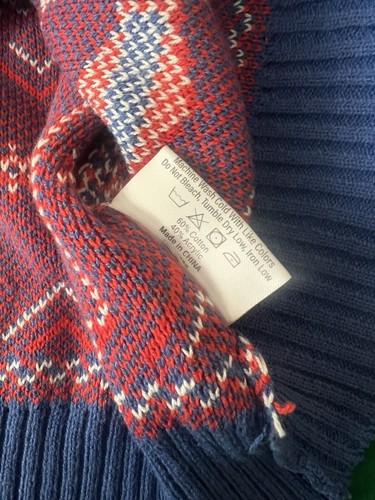 Machine Wash Cold With Like Colors
Do Not Bleach, Tumble Dry Low, Iron Low
60% Cotton
40% Acrylic
Made in CHINA